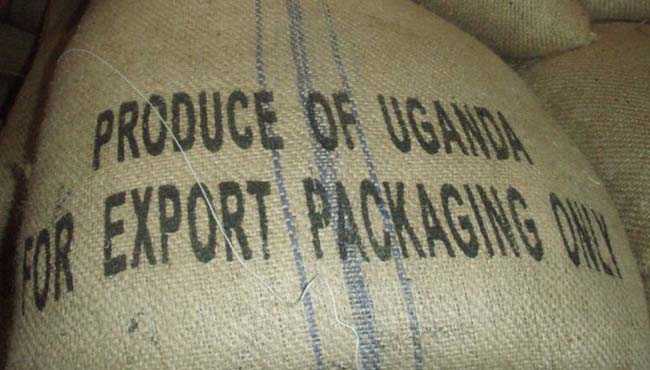 PRODUCE OF UGANDA
FOR EXPORT PACKAGING ONLY